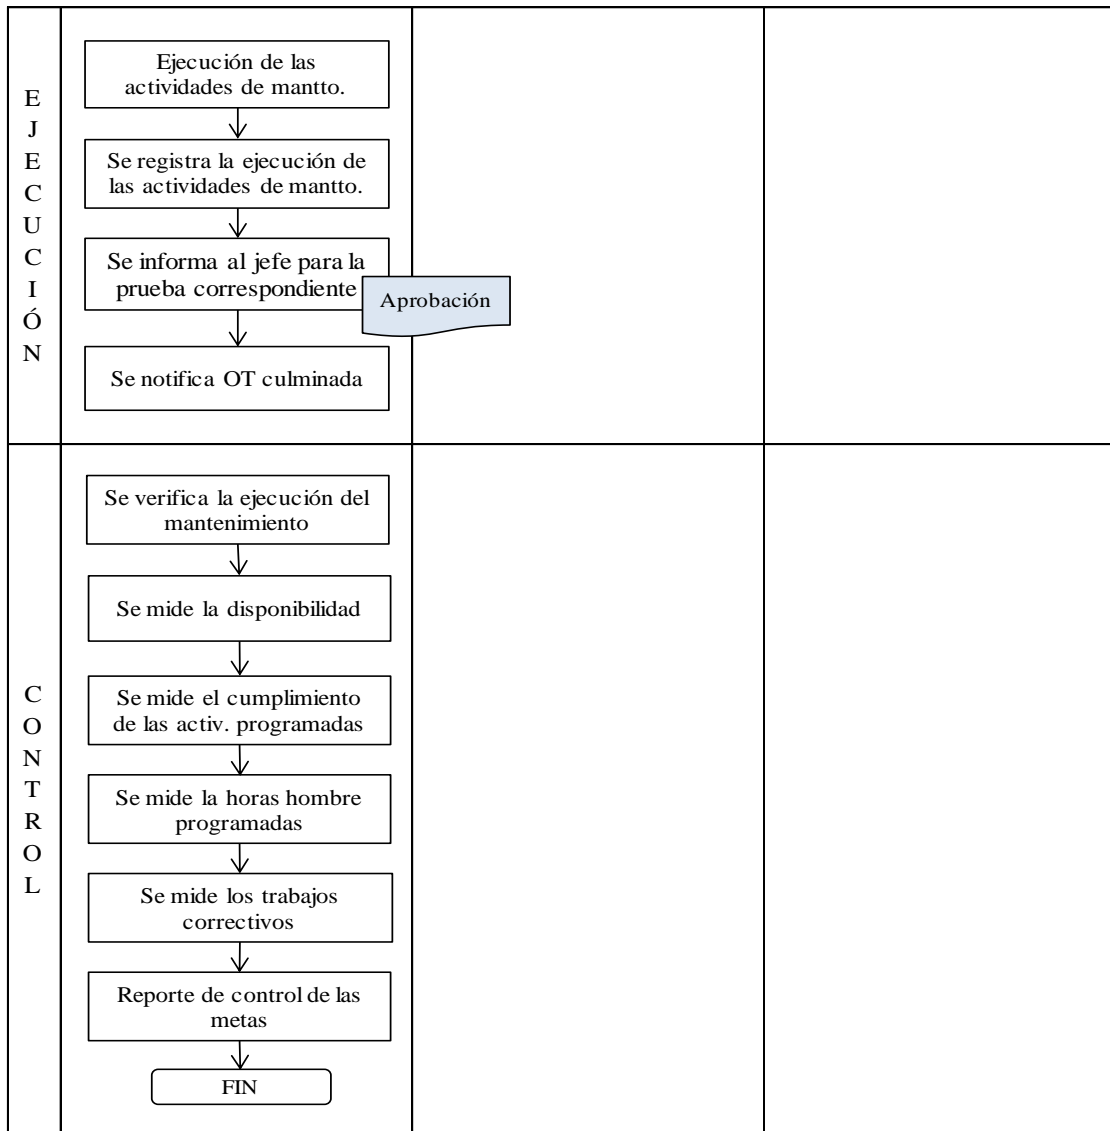 EJECUCIÓN
Ejecución de las
actividades de mantto.
Se registra la ejecución de
las actividades de mantto.
Se informa al jefe para la
prueba correspondiente
Aprobación
Se notifica OT culminada
CONTROL
Se verifica la ejecución del
mantenimiento
Se mide la disponibilidad
Se mide el cumplimiento
de las activ. programadas
Se mide la horas hombre
programadas
Se mide los trabajos
correctivos
Reporte de control de las
metas
FIN